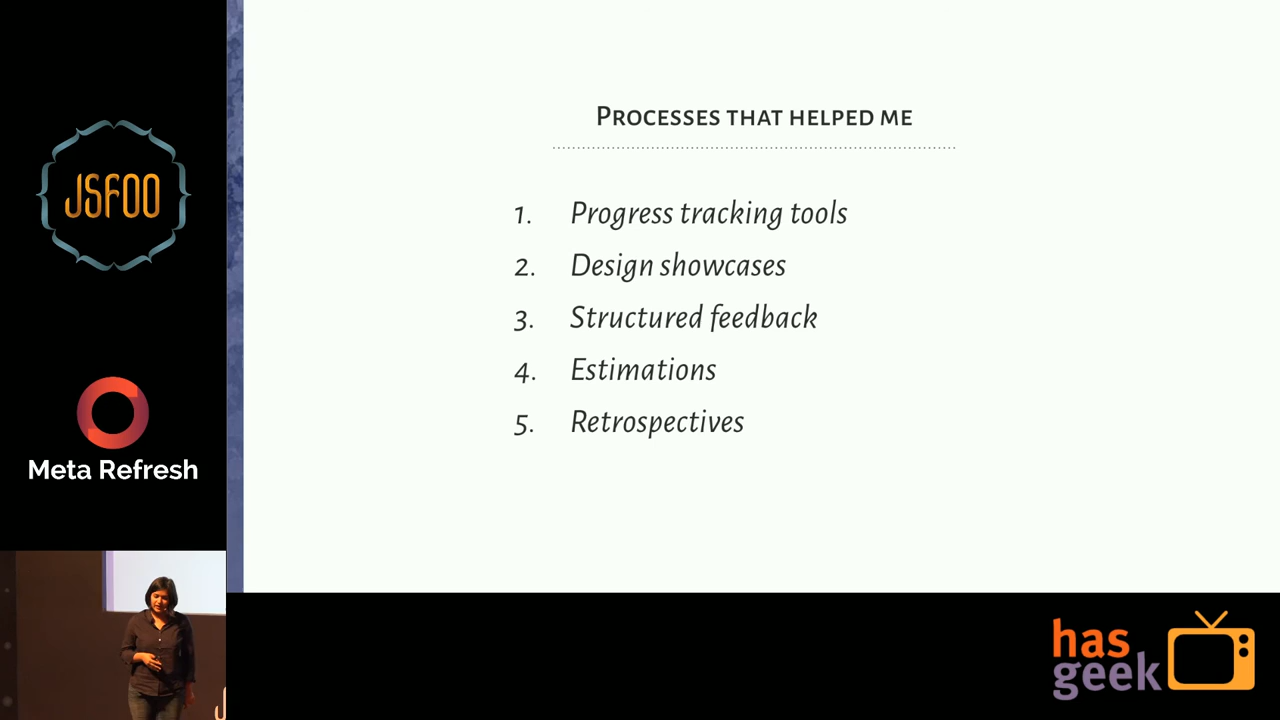 JSFOO
Meta Refresh
Processes that helped me
1. Progress tracking tools
2. Design showcases
3. Structured feedback
4. Estimations
5. Retrospectives
has
geek